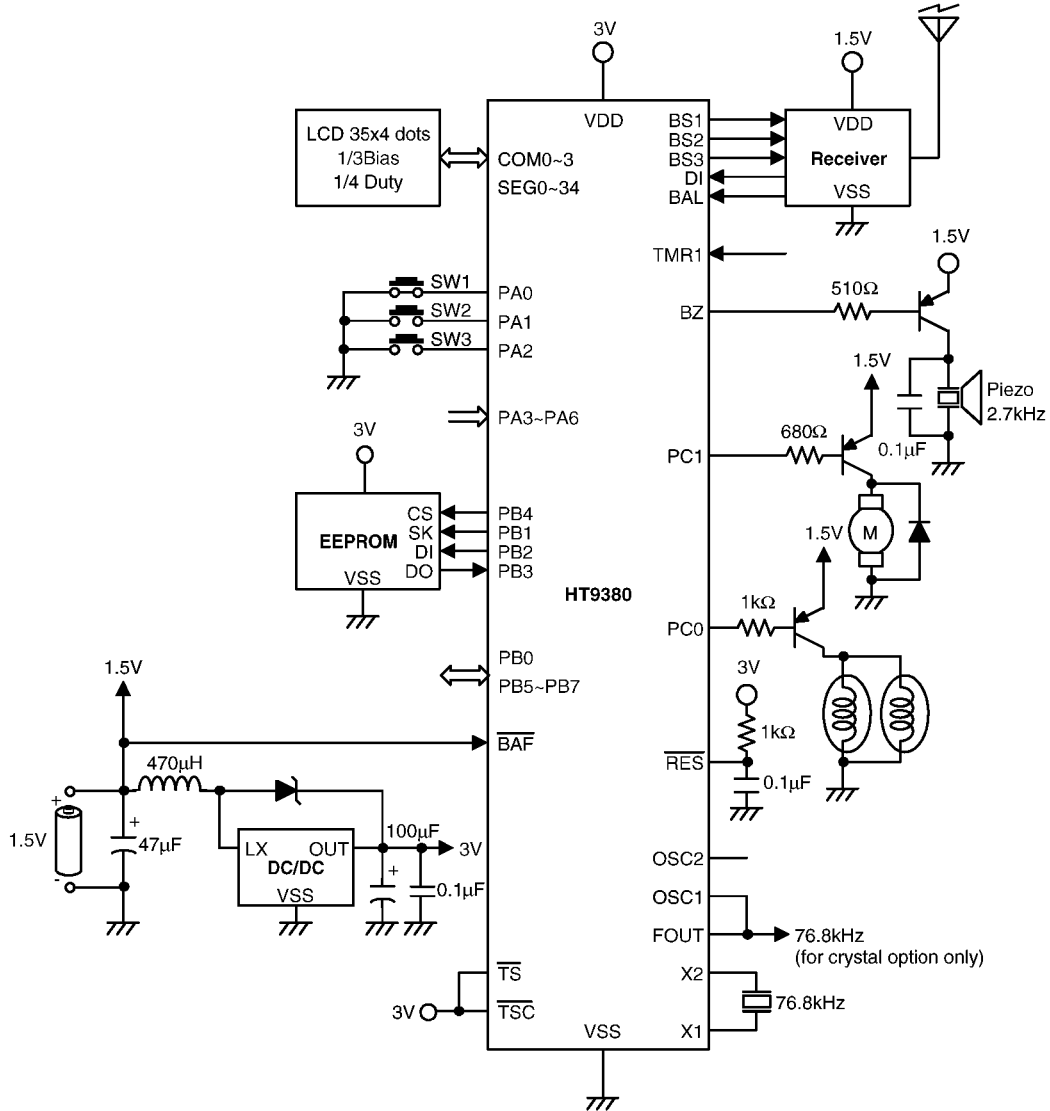 3V
VDD
HT9380
VSS
LCD 35x4 dots
1/3Bias
1/4 Duty
COM0~3
SEG0~34
SW1
PA0
SW2
PA1
SW3
PA2
PA3~PA6
3V
EEPROM
CS
SK
DI
DO
VSS
PB4
PB1
PB2
PB3
PB0
PB5~PB7
1.5V
BAF
470μH
+
1.5V
-
+
47μF
LX
OUT
DC/DC
VSS
100μF
+
3V
0.1μF
TS
3V
TSC
BS1
BS2
BS3
DI
BAL
1.5V
VDD
Receiver
VSS
TMR1
1.5V
510Ω
BZ
Piezo
2.7kHz
0.1μF
1.5V
680Ω
PC1
M
1.5V
1kΩ
PC0
3V
1kΩ
RES
0.1μF
OSC2
OSC1
FOUT
76.8kHz
(for crystal option only)
X2
76.8kHz
X1